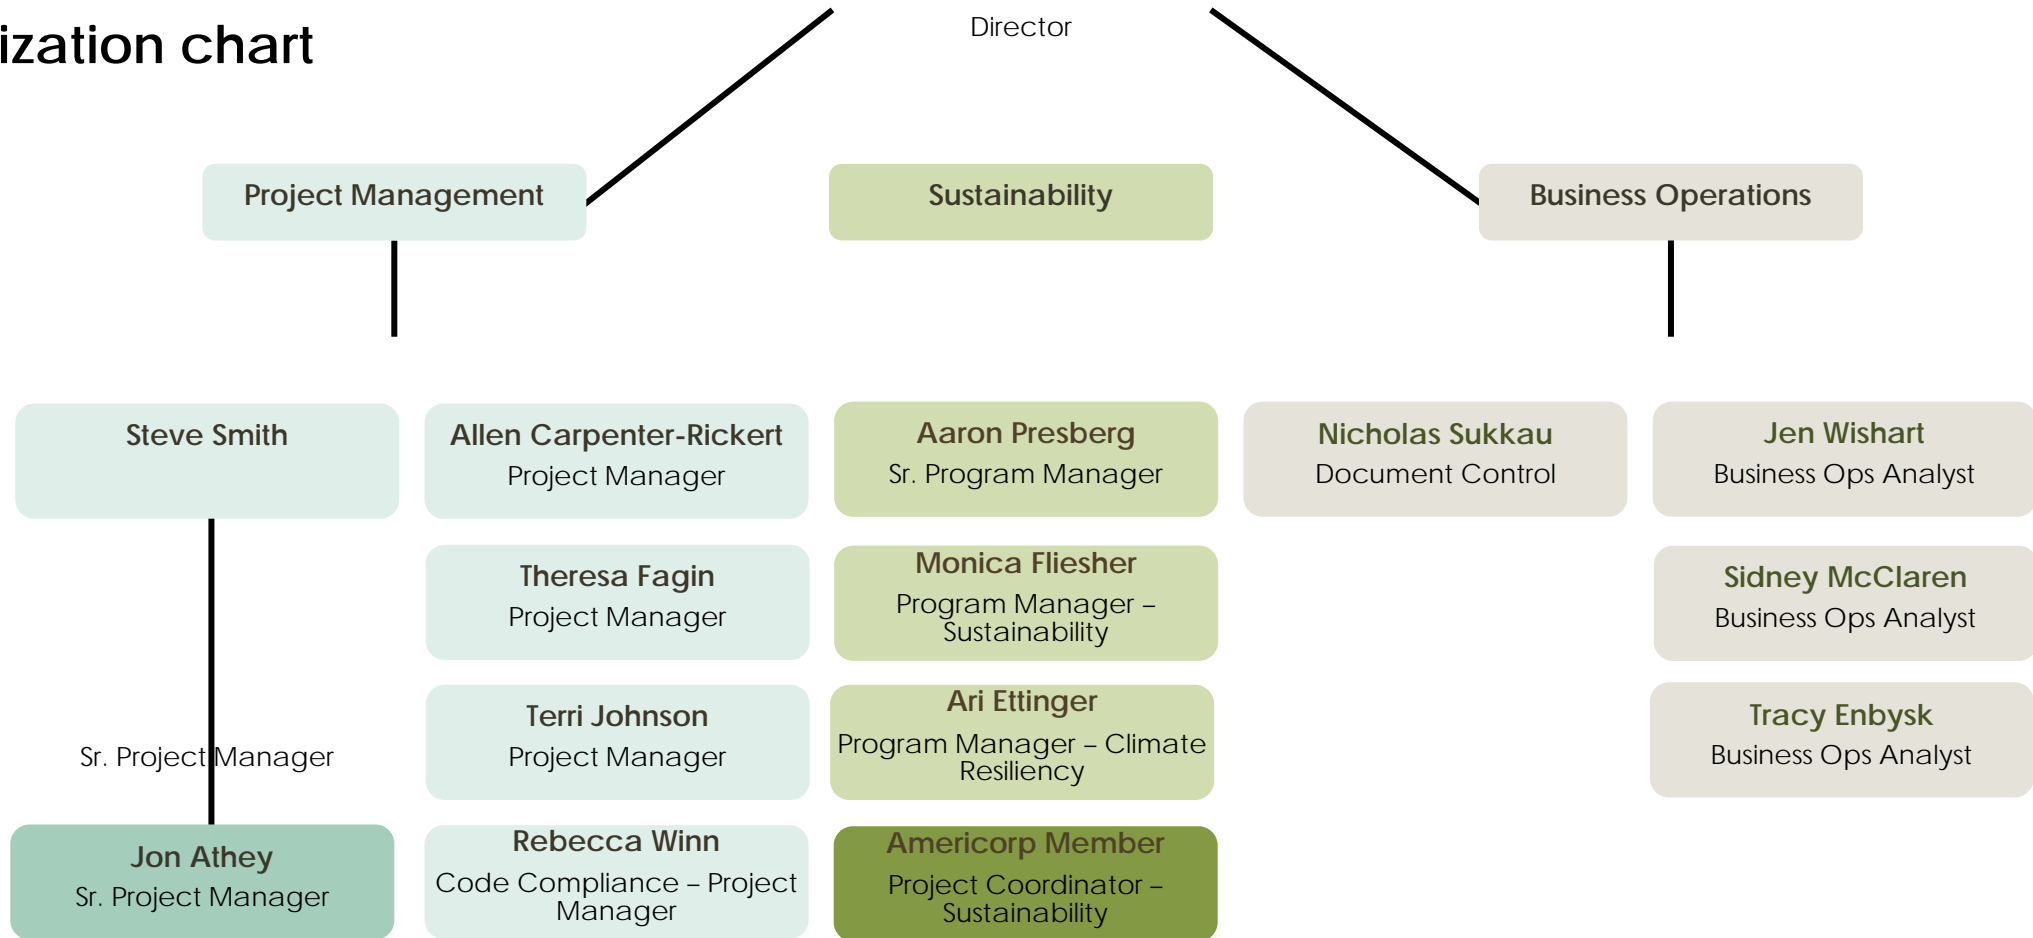 ization chart
Director
Project Management
Sustainability
Business Operations
Steve Smith
Allen Carpenter-Rickert
Project Manager
Aaron Presberg
Sr. Program Manager
Nicholas Sukkau
Document Control
Jen Wishart
Business Ops Analyst
Theresa Fagin
Project Manager
Monica Fliesher
Program Manager –
Sustainability
Sidney McClaren
Business Ops Analyst
Sr. Project Manager
Terri Johnson
Project Manager
Ari Ettinger
Program Manager – Climate
Resiliency
Tracy Enbysk
Business Ops Analyst
Jon Athey
Sr. Project Manager
Rebecca Winn
Code Compliance – Project
Manager
Americorp Member
Project Coordinator –
Sustainability